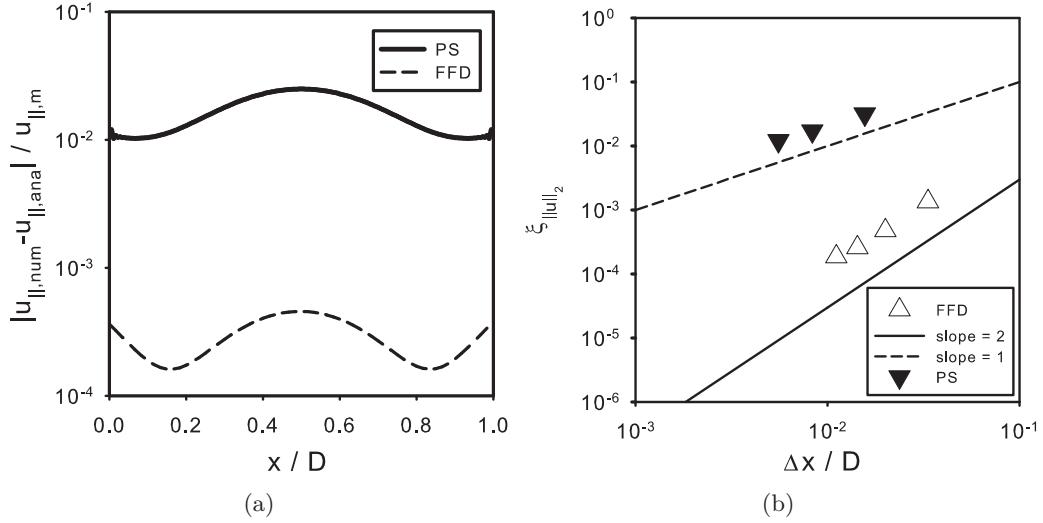 |u||,num-u||,ana| / u||,m
10-1
10-2
10-3
10-4
PS
FFD
0.0 0.2 0.4 0.6 0.8 1.0
x / D
(a)
ξ||u||2
100
10-1
10-2
10-3
10-4
10-5
10-6
FFD
slope = 2
slope = 1
PS
10-3 10-2 10-1
Δx / D
(b)